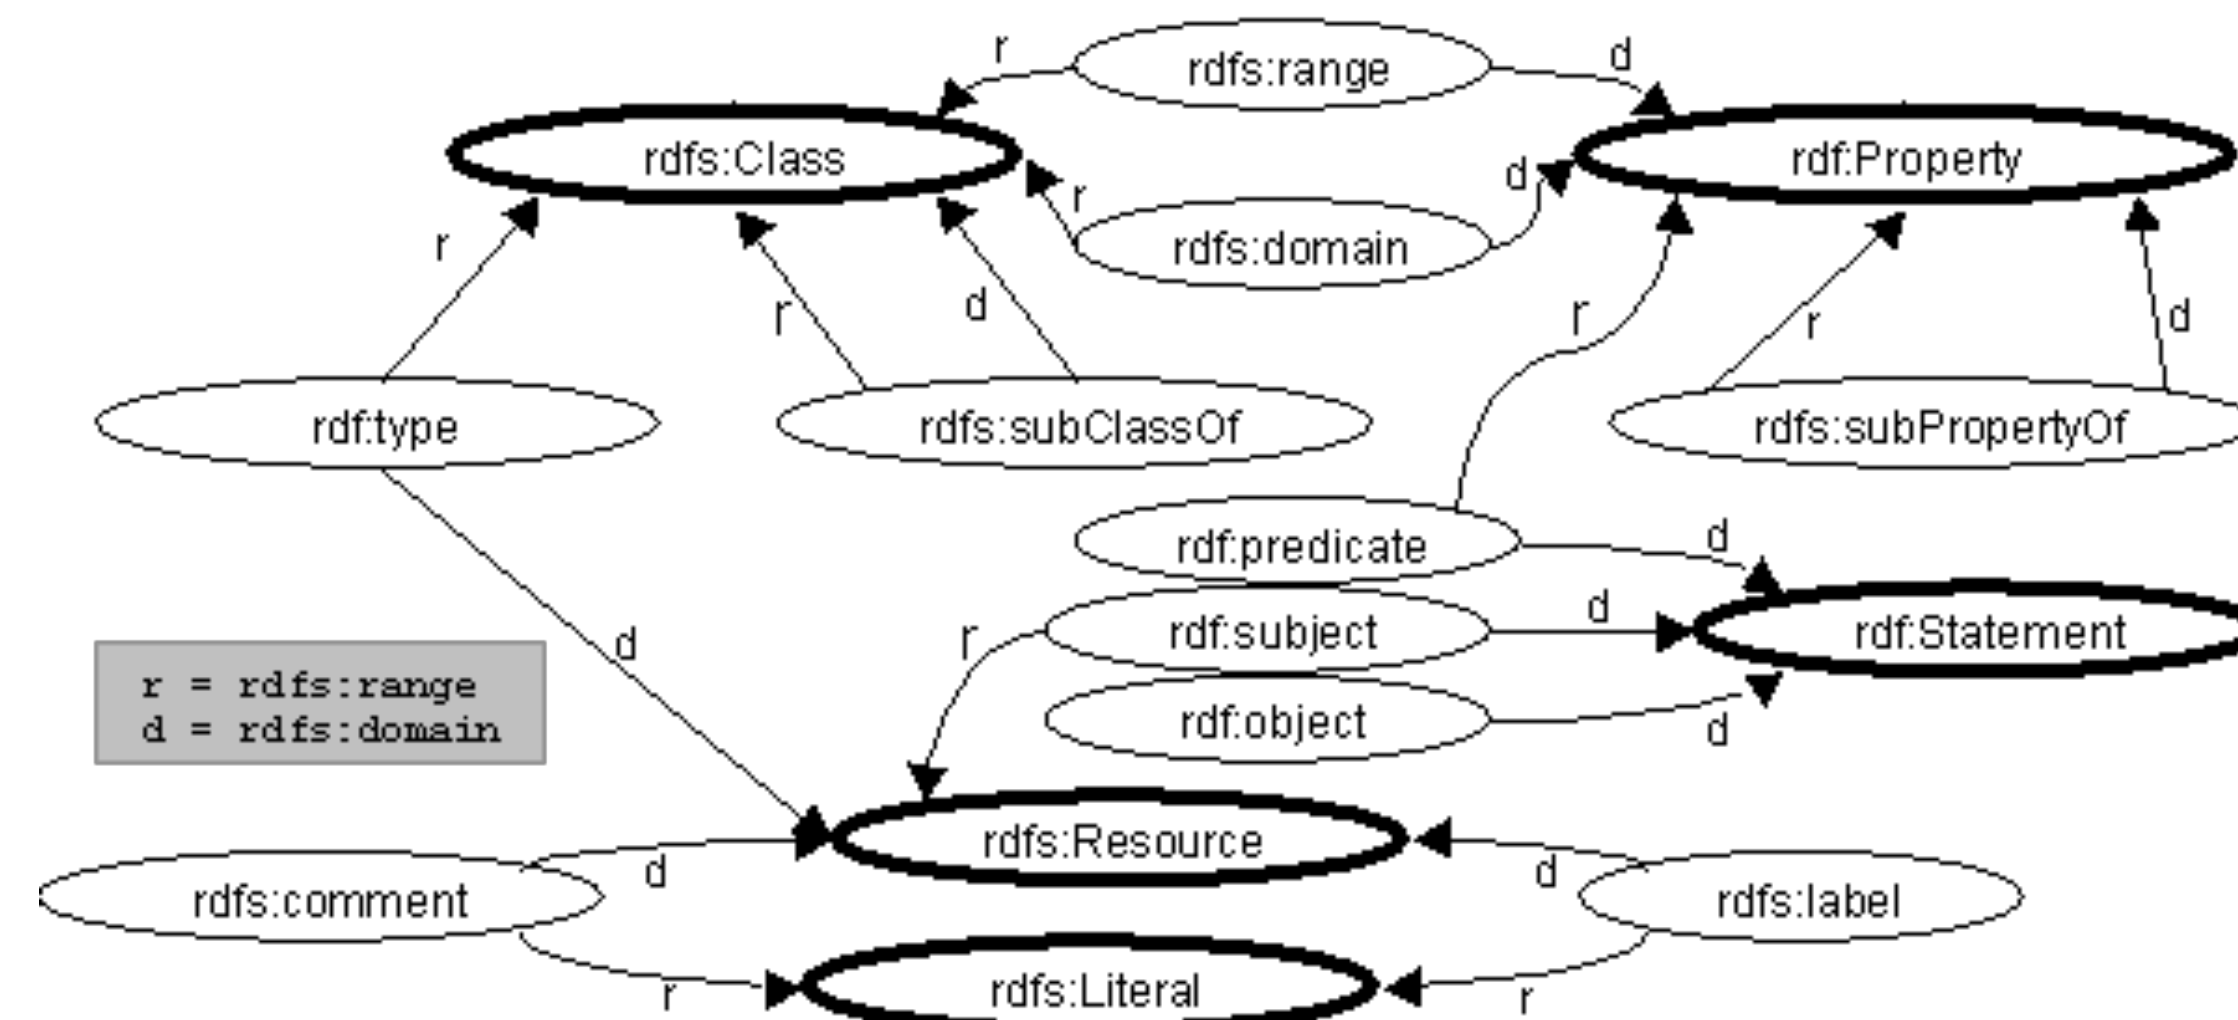 r
rdfs:range
d
rdfs:Class
rdf:Property
r
d
rdfs:domain
r
r
d
r
r
d
rdf:type
rdfs:subClassOf
rdfs:subPropertyOf
rdf:predicate
d
d
r
rdf:subject
d
rdf:Statement
r = rdfs:range
d = rdfs:domain
rdf:object
d
rdfs:Resource
d
d
rdfs:comment
rdfs:label
r
rdfs:Literal
r